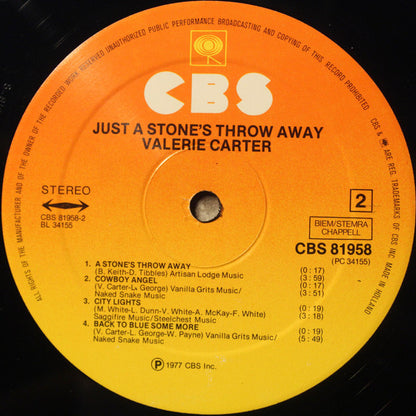 ALL RIGHTS OF THE MANUFACTURER AND OF THE OWNER OF THE RECORDED WORK RESERVED UNAUTHORIZED PUBLIC PERFORMANCE BROADCASTING AND COPYING OF THIS RECORD PROHIBITED.
CBS & ARE REG. TRADEMARKS OF CBS INC. MADE IN HOLLAND
CBS
JUST A STONE'S THROW AWAY
VALERIE CARTER
STEREO
2
CBS 81958-2
BL 34155
BIEM/STEMRA
CHAPPELL
CBS 81958
(PC 34155)
1. A STONE'S THROW AWAY (0 : 17)
(B. Keith-D. Tibbles) Artisan Lodge Music (3 : 59)
2. COWBOY ANGEL (0 : 17)
(V. Carter-L. George) Vanilla Grits Music/ (3 : 51)
Naked Snake Music
3. CITY LIGHTS
(M. White-L. Dunn-V. White-A. McKay-F. White) (0 : 19)
Saggifire Music/Steelchest Music (3 : 53)
4. BACK TO BLUE SOME MORE
(V. Carter-L. George-W. Payne) Vanilla Grits Music/ (0 : 19)
Naked Snake Music (5 : 49)
Ⓟ 1977 CBS Inc.